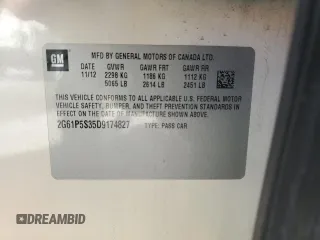 GM
MFD BY GENERAL MOTORS OF CANADA LTD.
DATE GVWR GAWR FRT GAWR RR
11/12 2298 KG 1186 KG 1112 KG
5065 LB 2614 LB 2451 LB
THIS VEHICLE CONFORMS TO ALL APPLICABLE U.S. FEDERAL MOTOR
VEHICLE SAFETY, BUMPER, AND THEFT PREVENTION STANDARDS IN
EFFECT ON THE DATE OF MANUFACTURE SHOWN ABOVE.
2G61P5S35D9174827 TYPE: PASS CAR
AUTOBIDMASTER